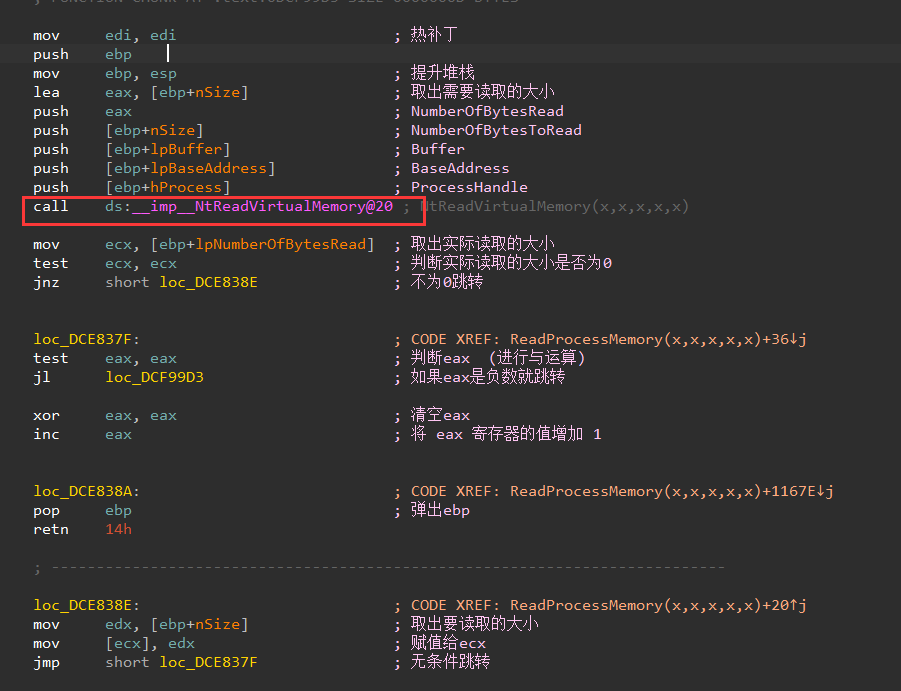 mov edi, edi ; 热补丁
push ebp
mov ebp, esp ; 提升堆栈
lea eax, [ebp+nSize] ; 取出需要读取的大小
push eax ; NumberOfBytesRead
push [ebp+nSize] ; NumberOfBytesToRead
push [ebp+lpBuffer] ; Buffer
push [ebp+lpBaseAddress] ; BaseAddress
push [ebp+hProcess] ; ProcessHandle
call ds:__imp__NtReadVirtualMemory@20 ; NtReadVirtualMemory(x,x,x,x,x)
mov ecx, [ebp+lpNumberOfBytesRead] ; 取出实际读取的大小
test ecx, ecx ; 判断实际读取的大小是否为0
jnz short loc_DCE838E ; 不为0跳转
loc_DCE837F: ; CODE XREF: ReadProcessMemory(x,x,x,x,x)+36↓j
test eax, eax ; 判断eax （进行与运算）
jl loc_DCF99D3 ; 如果eax是负数就跳转
xor eax, eax ; 清空eax
inc eax ; 将 eax 寄存器的值增加 1
loc_DCE838A: ; CODE XREF: ReadProcessMemory(x,x,x,x,x)+1167E↓j
pop ebp ; 弹出ebp
retn 14h
; ---------------------------------------------------------------------------
loc_DCE838E: ; CODE XREF: ReadProcessMemory(x,x,x,x,x)+20↑j
mov edx, [ebp+nSize] ; 取出要读取的大小
mov [ecx], edx ; 赋值给ecx
jmp short loc_DCE837F ; 无条件跳转